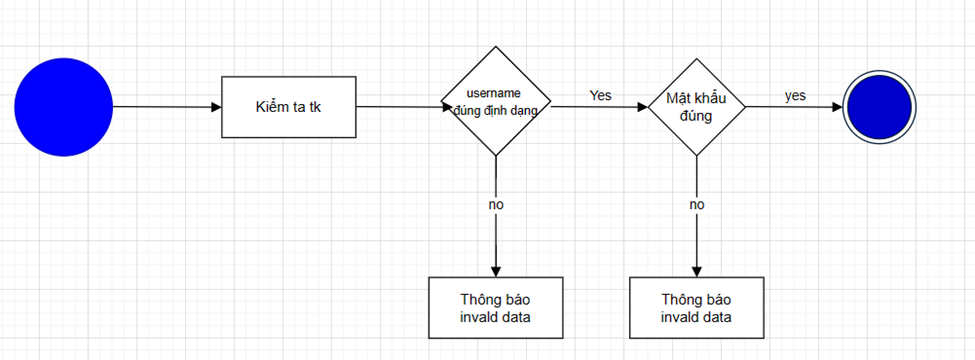 Kiểm ta tk
username
đúng định dạng
Yes
Mật khẩu
đúng
yes
no
no
Thông báo
invald data
Thông báo
invald data